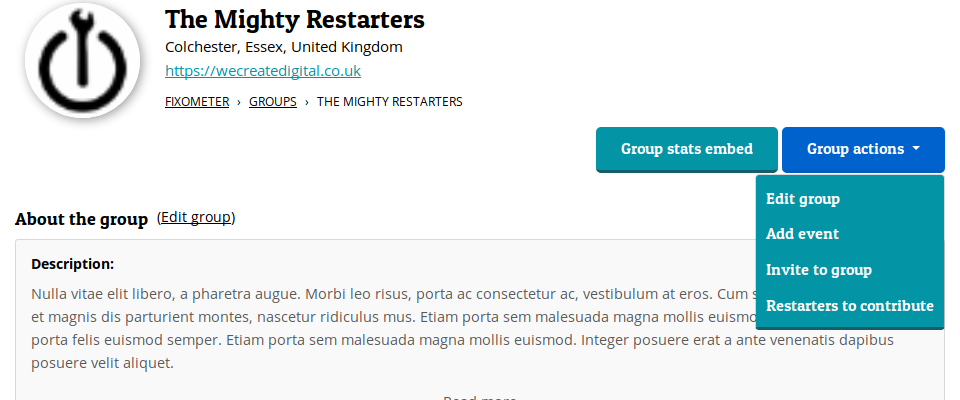 The Mighty Restarters
Colchester, Essex, United Kingdom
https://wecreatedigital.co.uk
FIXOMETER › GROUPS › THE MIGHTY RESTARTERS
Group stats embed
Group actions
Edit group
Add event
Invite to group
Restarters to contribute
About the group (Edit group)
Description:
Nulla vitae elit libero, a pharetra augue. Morbi leo risus, porta ac consectetur ac, vestibulum at eros. Cum
et magnis dis parturient montes, nascetur ridiculus mus. Etiam porta sem malesuada magna mollis
porta felis euismod semper. Etiam porta sem malesuada magna mollis euismod. Integer posuere erat a ante venenatis dapibus
posuere velit aliquet.
Read more